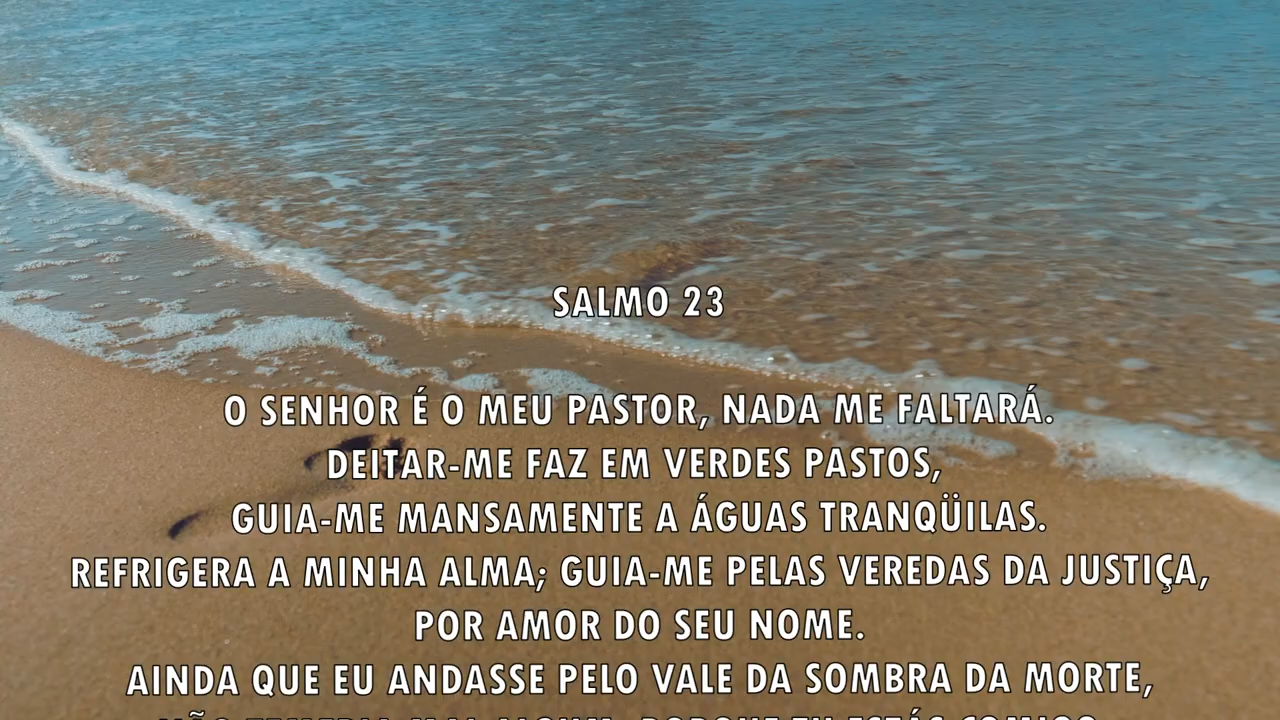 SALMO 23
O SENHOR É O MEU PASTOR, NADA ME FALTARÁ.
DEITAR-ME FAZ EM VERDES PASTOS,
GUIA-ME MANSAMENTE A ÁGUAS TRANQÜILAS.
REFRIGERA A MINHA ALMA; GUIA-ME PELAS VEREDAS DA JUSTIÇA,
POR AMOR DO SEU NOME.
AINDA QUE EU ANDASSE PELO VALE DA SOMBRA DA MORTE,